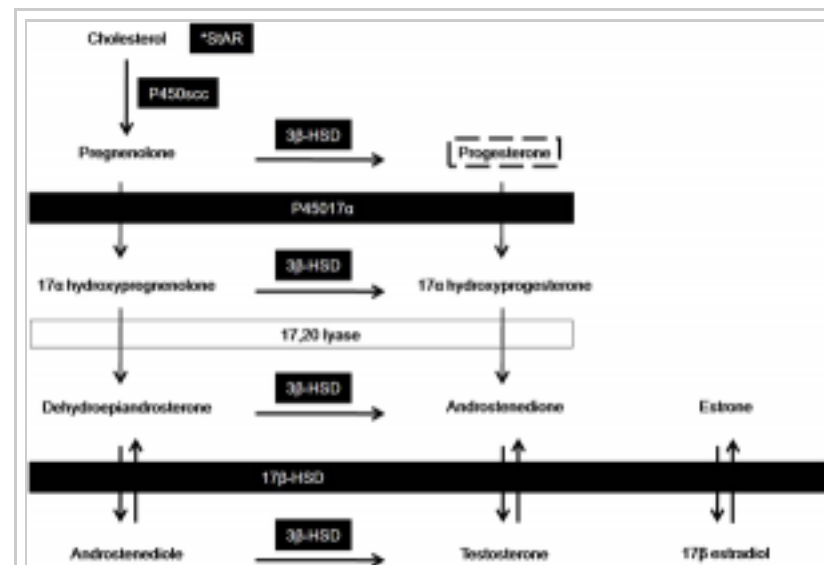 Cholesterol *StAR
P450scc
3β-HSD
Pregnenolone Progesterone
P45017α
3β-HSD
17α hydroxypregnenolone 17α hydroxyprogesterone
17,20 lyase
3β-HSD
Dehydroepiandrosterone Androstenedione Estrone
17β-HSD
3β-HSD
Androstenediole Testosterone 17β estradiol